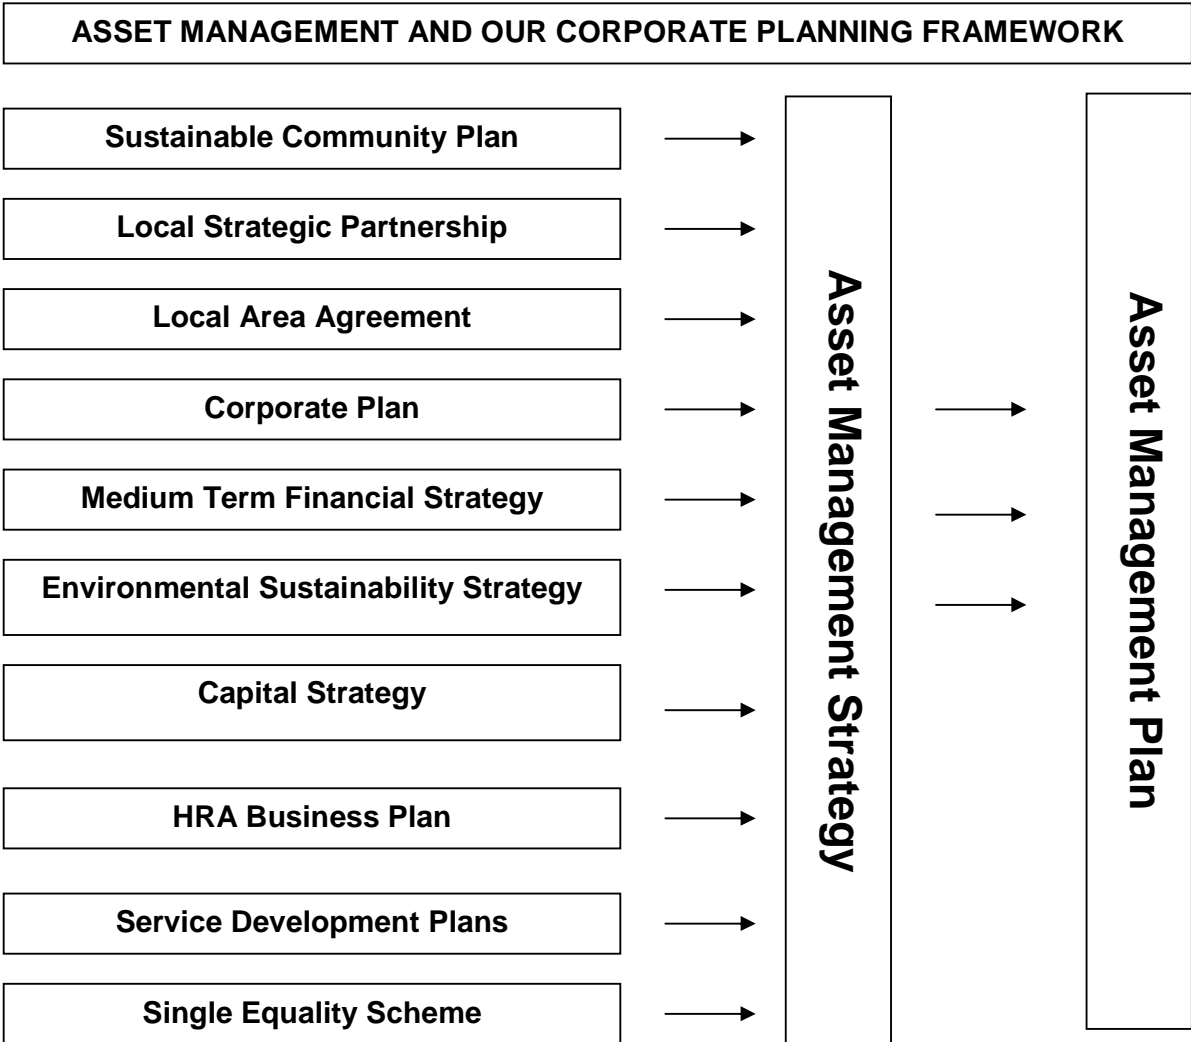 ASSET MANAGEMENT AND OUR CORPORATE PLANNING FRAMEWORK
Sustainable Community Plan
Local Strategic Partnership
Local Area Agreement
Corporate Plan
Medium Term Financial Strategy
Environmental Sustainability Strategy
Capital Strategy
HRA Business Plan
Service Development Plans
Single Equality Scheme
Asset Management Strategy
Asset Management Plan